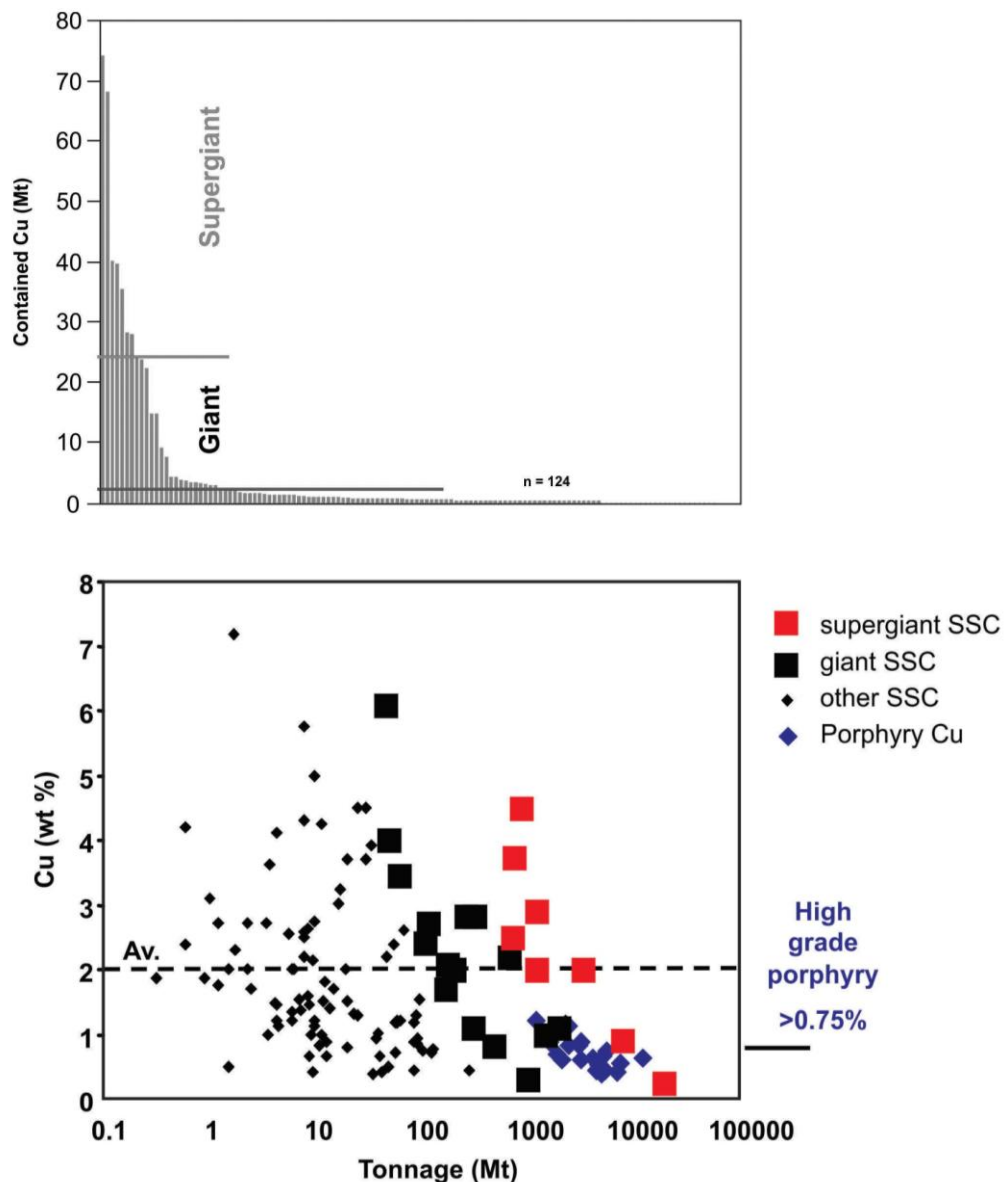 80
70
60
50
40
30
20
10
0
Contained Cu (Mt)
Supergiant
Giant
n = 124
8
7
6
5
4
3
2
1
0
Cu (wt %)
Av.
0.1 1 10 100 1000 10000 100000
Tonnage (Mt)
supergiant SSC
giant SSC
other SSC
Porphyry Cu
High
grade
porphyry
>0.75%